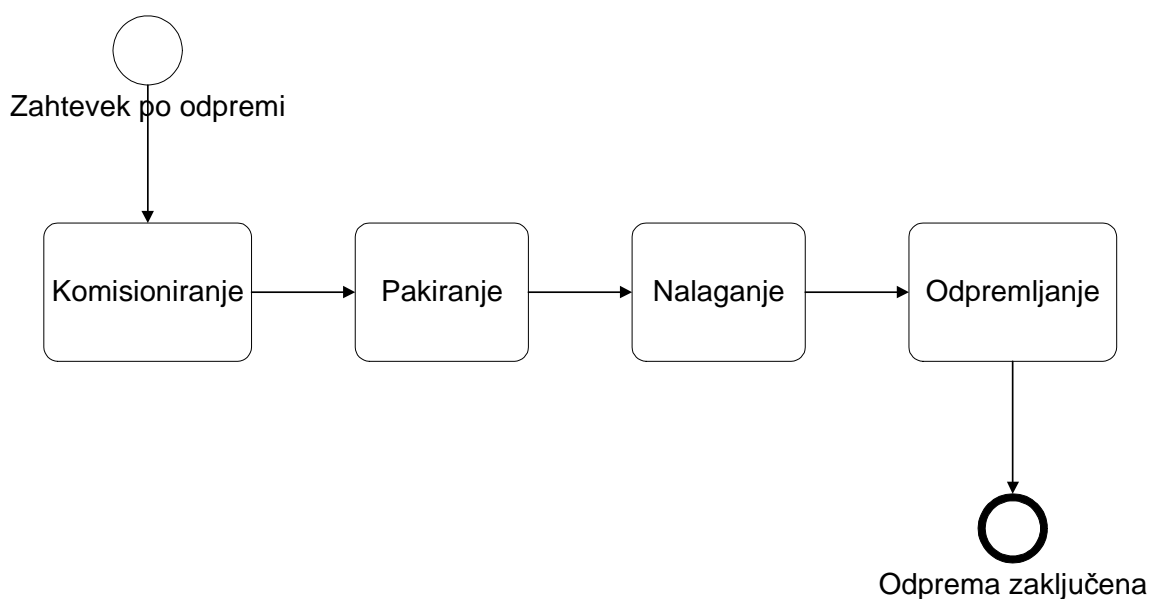 Zahtevek po odpremi
Komisioniranje
Pakiranje
Nalaganje
Odpremljanje
Odprema zaključena